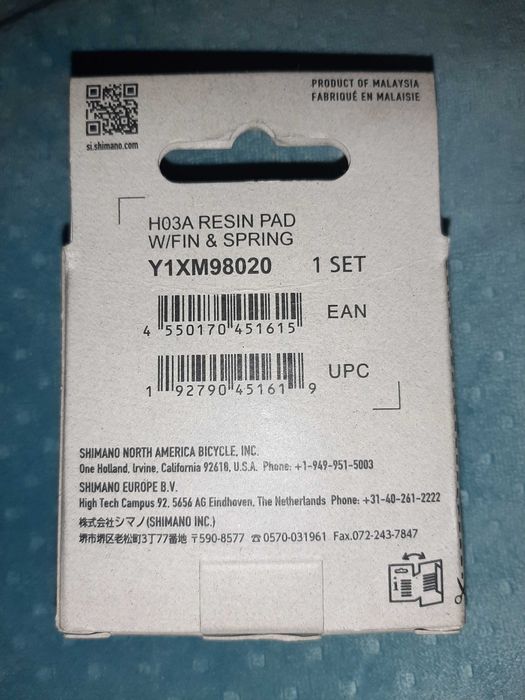 PRODUCT OF MALAYSIA
FABRIQUÉ EN MALAISIE
si.shimano.com
H03A RESIN PAD
W/FIN & SPRING
Y1XM98020 1 SET
4 550170 451615 EAN
1 92790 45161 9 UPC
SHIMANO NORTH AMERICA BICYCLE, INC.
One Holland, Irvine, California 92618, U.S.A. Phone: +1-949-951-5003
SHIMANO EUROPE B.V.
High Tech Campus 92, 5656 AG Eindhoven, The Netherlands Phone: +31-40-261-2222
株式会社シマノ(SHIMANO INC.)
堺市堺区老松町3丁77番地 〒590-8577 ☎0570-031961 Fax.072-243-7847